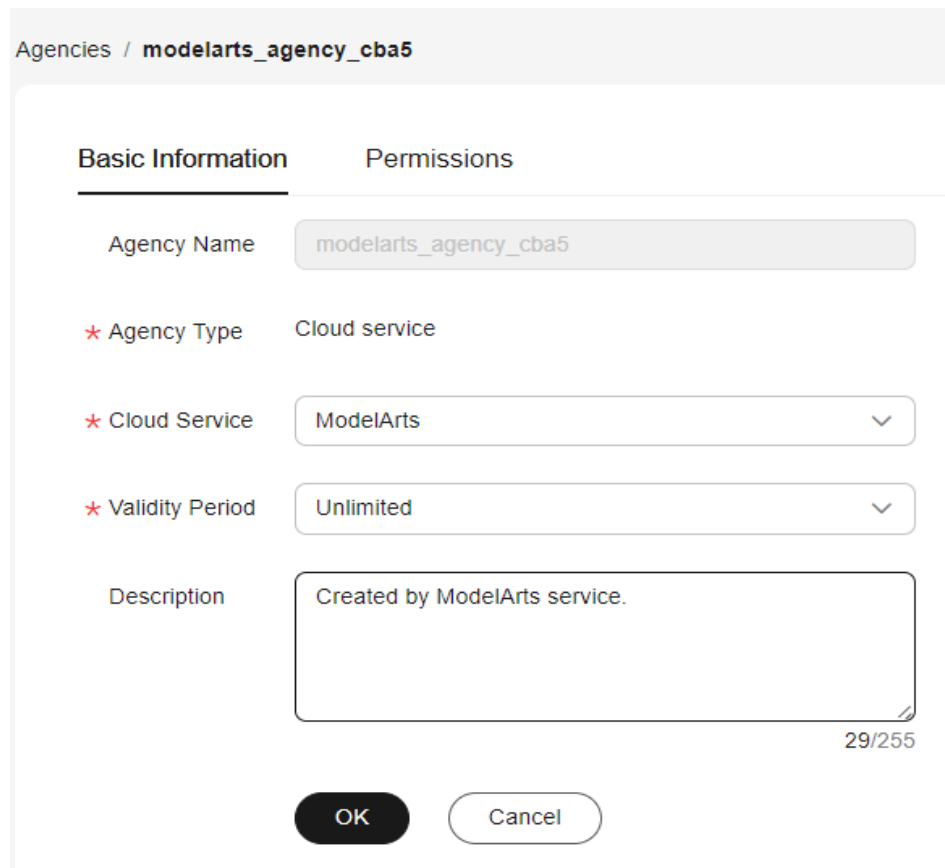 Agencies / modelarts_agency_cba5
Basic Information Permissions
Agency Name modelarts_agency_cba5
* Agency Type Cloud service
* Cloud Service ModelArts
* Validity Period Unlimited
Description Created by ModelArts service.
29/255
OK Cancel